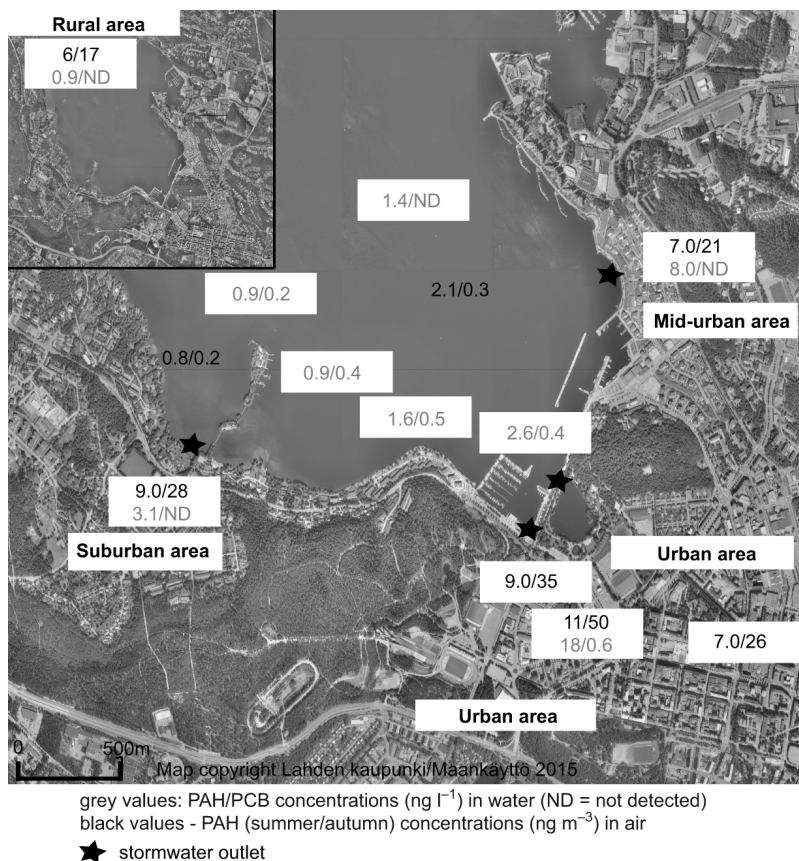 Rural area
6/17
0.9/ND
1.4/ND
7.0/21
8.0/ND
0.9/0.2
2.1/0.3
Mid-urban area
0.8/0.2
0.9/0.4
1.6/0.5
2.6/0.4
9.0/28
3.1/ND
Suburban area
Urban area
9.0/35
11/50
18/0.6
7.0/26
Urban area
0
500m
Map copyright Lahden kaupunki/Maankäyttö 2015
grey values: PAH/PCB concentrations (ng l⁻¹) in water (ND = not detected)
black values - PAH (summer/autumn) concentrations (ng m⁻³) in air
stormwater outlet